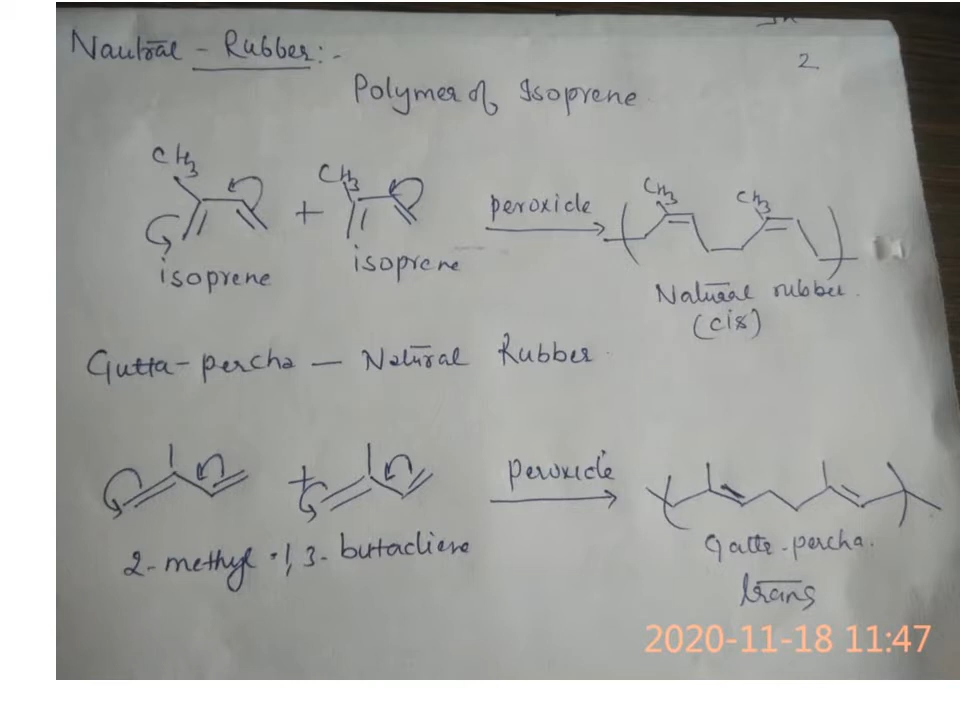 2
Nautral - Rubber:-
Polymer of Isoprene
CH3 CH3 CH3 CH3
+ peroxide
isoprene isoprene
Natural rubber.
(cis)
Gutta-percha — Natural Rubber
+ peroxide
2-methyl-1,3-butadiene
Gatta-percha.
trans
2020-11-18 11:47